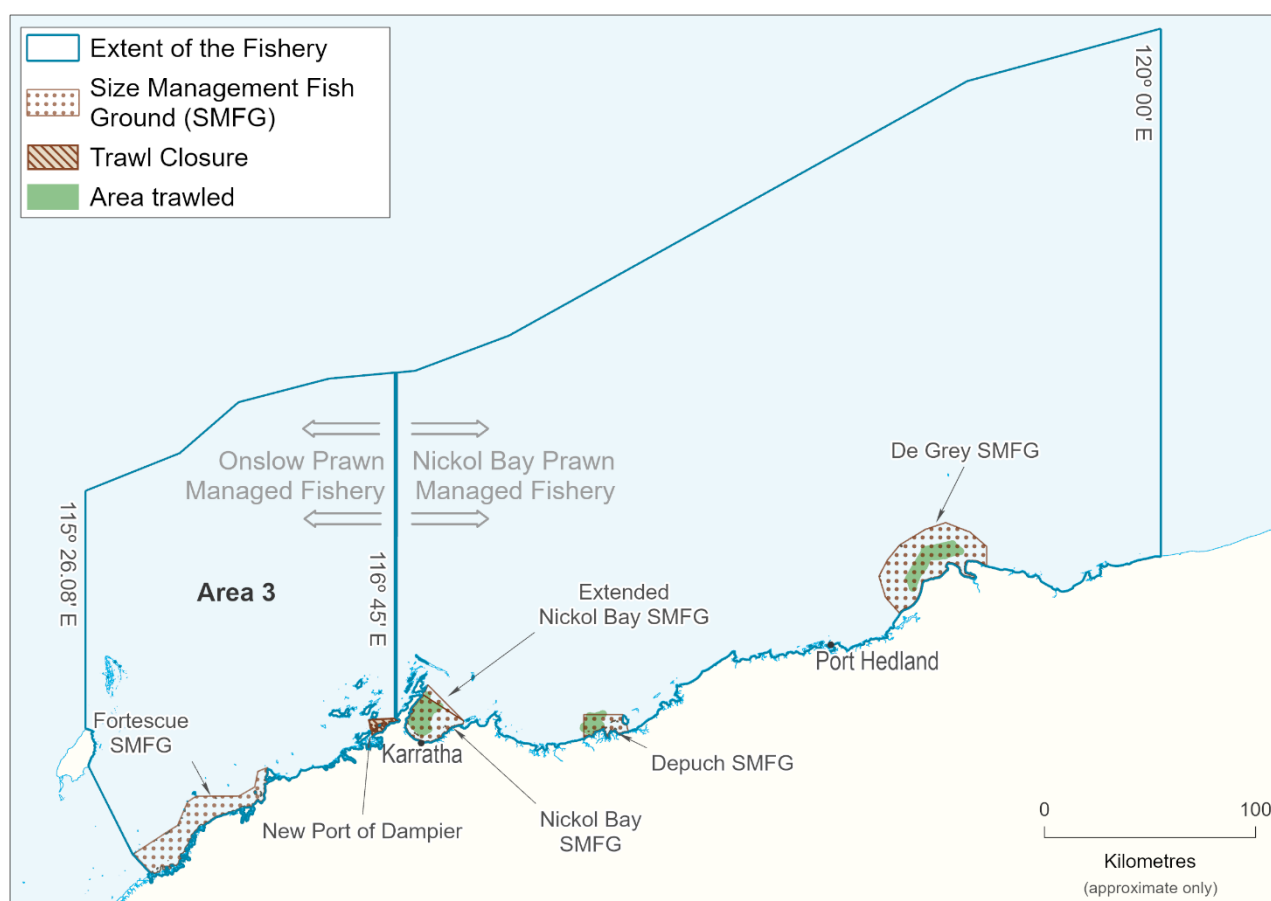 Extent of the Fishery
Size Management Fish
Ground (SMFG)
Trawl Closure
Area trawled
120° 00' E
Onslow Prawn
Managed Fishery
Nickol Bay Prawn
Managed Fishery
De Grey SMFG
115° 26.08' E
116° 45' E
Area 3
Extended
Nickol Bay SMFG
Port Hedland
Fortescue
SMFG
Karratha
Depuch SMFG
New Port of Dampier
Nickol Bay
SMFG
0
100
Kilometres
(approximate only)